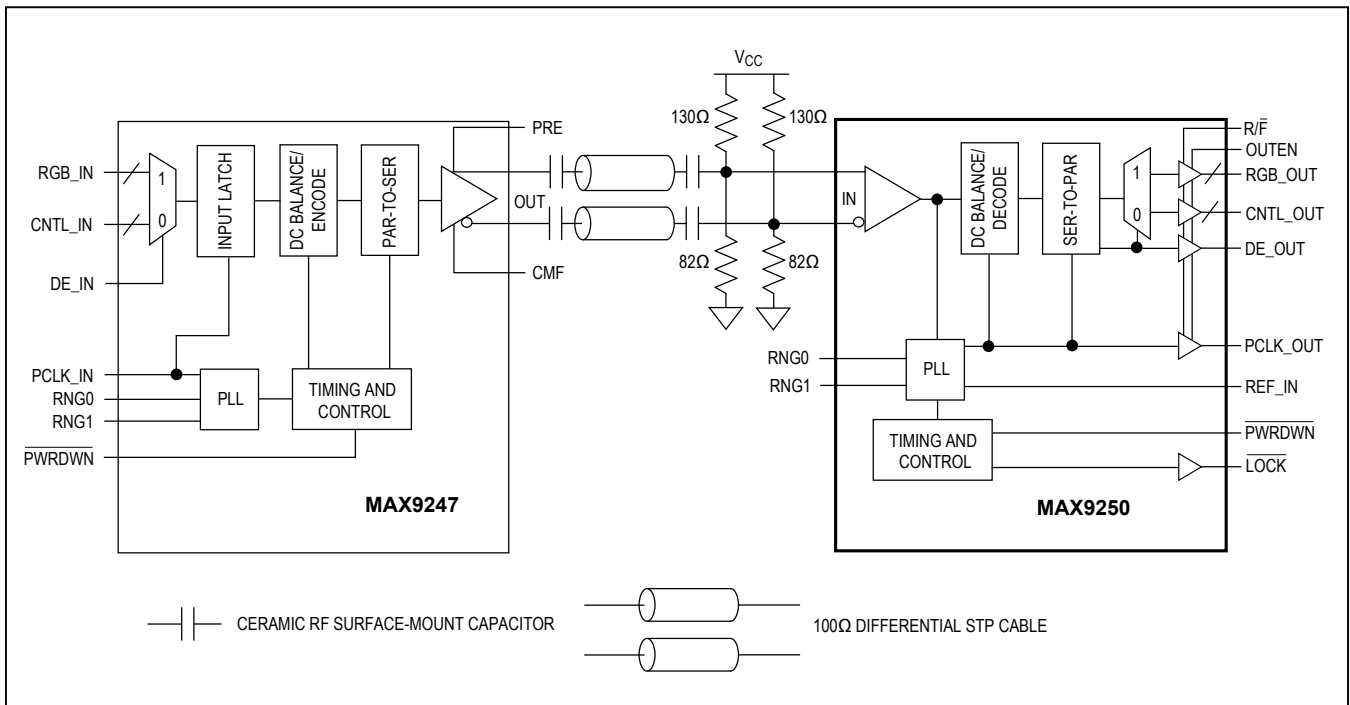 VCC
130Ω
130Ω
82Ω
82Ω
PRE
RGB_IN
1
CNTL_IN
0
DE_IN
INPUT LATCH
DC BALANCE/
ENCODE
PAR-TO-SER
OUT
CMF
PCLK_IN
RNG0
RNG1
PLL
TIMING AND
CONTROL
PWRDWN
MAX9247
IN
DC BALANCE/
DECODE
SER-TO-PAR
1
0
R/F
OUTEN
RGB_OUT
CNTL_OUT
DE_OUT
PCLK_OUT
RNG0
RNG1
PLL
REF_IN
TIMING AND
CONTROL
PWRDWN
LOCK
MAX9250
CERAMIC RF SURFACE-MOUNT CAPACITOR
100Ω DIFFERENTIAL STP CABLE